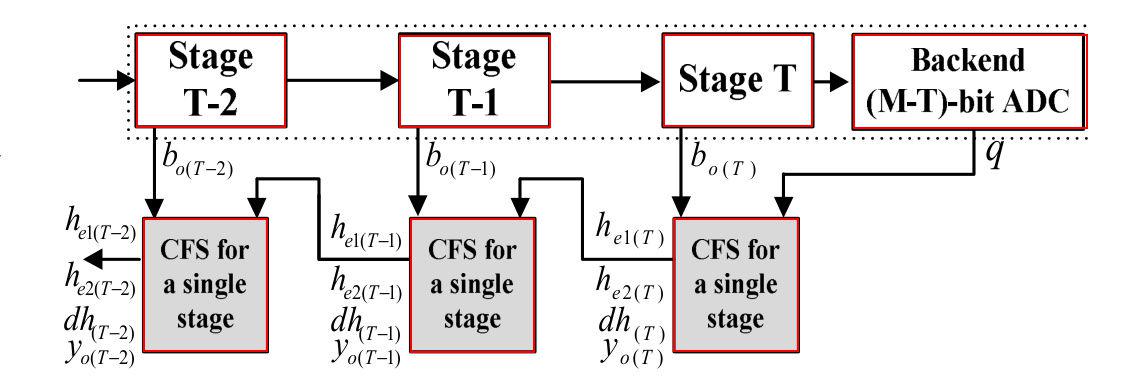 Stage
T-2
Stage
T-1
Stage T
Backend
(M-T)-bit ADC
b_{o(T-2)}
b_{o(T-1)}
b_{o(T)}
q
h_{e1(T-2)}
h_{e2(T-2)}
dh_{(T-2)}
y_{o(T-2)}
CFS for
a single
stage
h_{e1(T-1)}
h_{e2(T-1)}
dh_{(T-1)}
y_{o(T-1)}
CFS for
a single
stage
h_{e1(T)}
h_{e2(T)}
dh_{(T)}
y_{o(T)}
CFS for
a single
stage